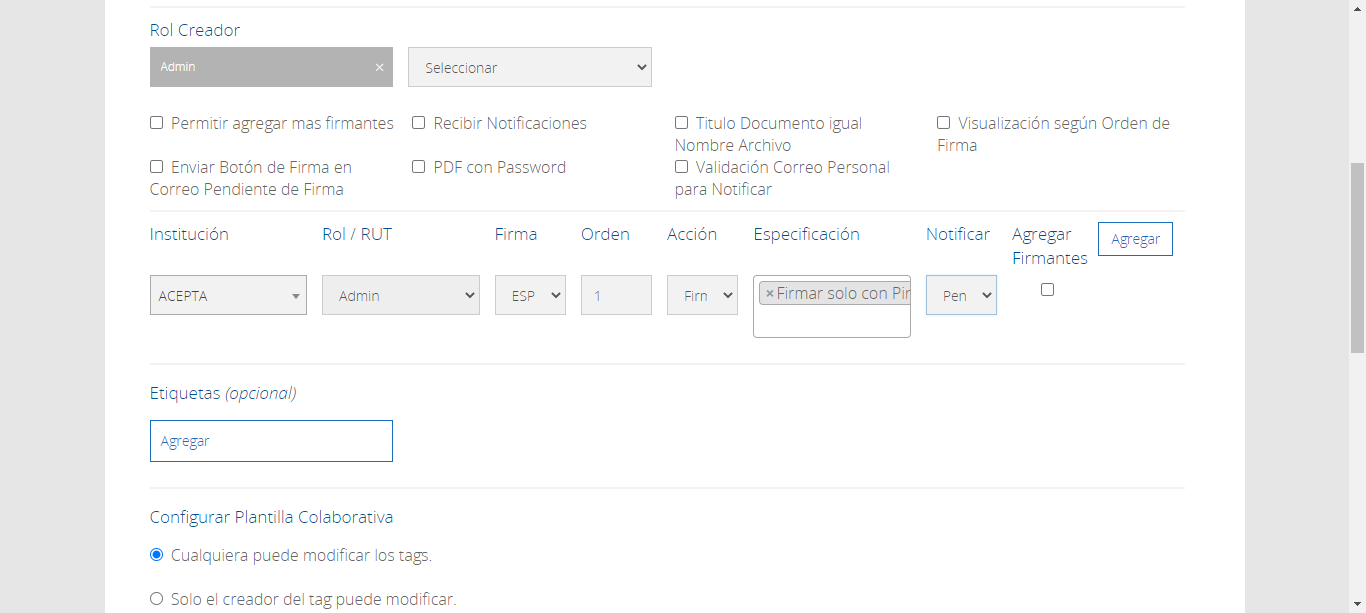 Rol Creador
Admin × Seleccionar
Permitir agregar mas firmantes Recibir Notificaciones Titulo Documento igual Visualización según Orden de
Nombre Archivo Firma
Enviar Botón de Firma en PDF con Password Validación Correo Personal
Correo Pendiente de Firma para Notificar
Institución Rol / RUT Firma Orden Acción Especificación Notificar Agregar Agregar
Firmantes
ACEPTA Admin ESP 1 Firn × Firmar solo con Pin Pen
Etiquetas (opcional)
Agregar
Configurar Plantilla Colaborativa
Cualquiera puede modificar los tags.
Solo el creador del tag puede modificar.